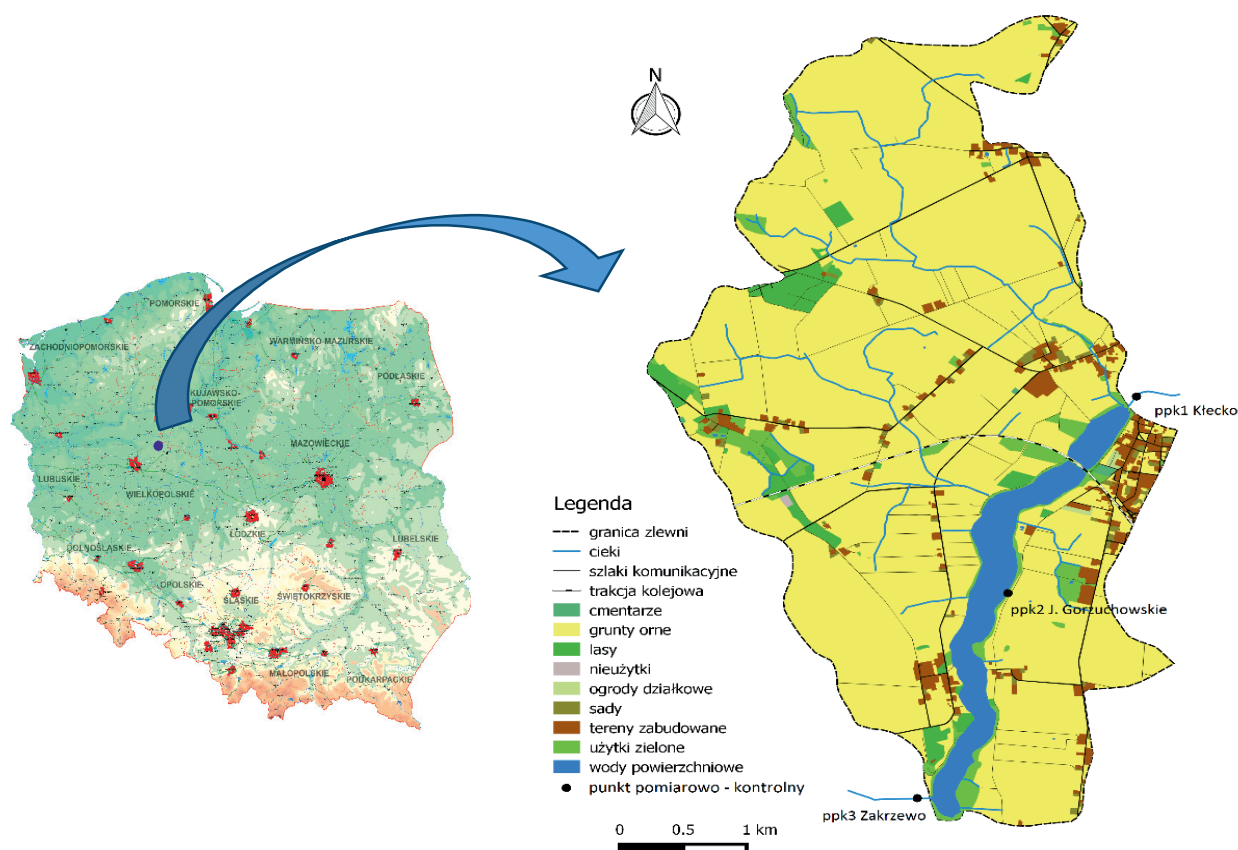 N
POMORSKIE
ZACHODNIOPOMORSKIE
WARMIŃSKO-MAZURSKIE
PODLASKIE
KUJAWSKO-
POMORSKIE
MAZOWIECKIE
LUBUSKIE
WIELKOPOLSKIE
ŁÓDZKIE
LUBELSKIE
DOLNOŚLĄSKIE
OPOLSKIE
ŚLĄSKIE
ŚWIĘTOKRZYSKIE
MAŁOPOLSKIE
PODKARPACKIE
ppk1 Kłecko
ppk2 J. Gorzuchowskie
ppk3 Zakrzewo
Legenda
granica zlewni
cieki
szlaki komunikacyjne
trakcja kolejowa
cmentarze
grunty orne
lasy
nieużytki
ogrody działkowe
sady
tereny zabudowane
użytki zielone
wody powierzchniowe
punkt pomiarowo - kontrolny
0 0.5 1 km